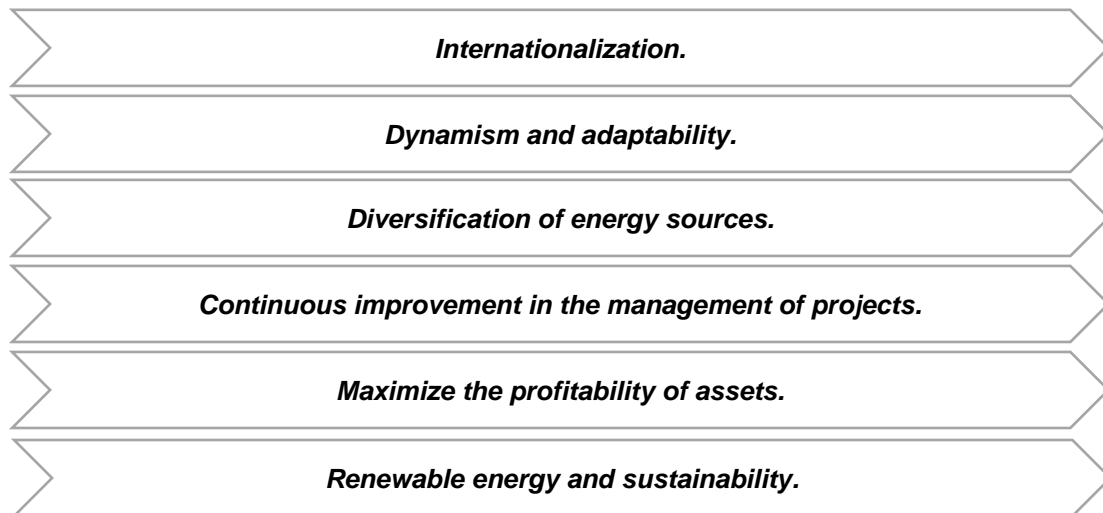 Internationalization.
Dynamism and adaptability.
Diversification of energy sources.
Continuous improvement in the management of projects.
Maximize the profitability of assets.
Renewable energy and sustainability.